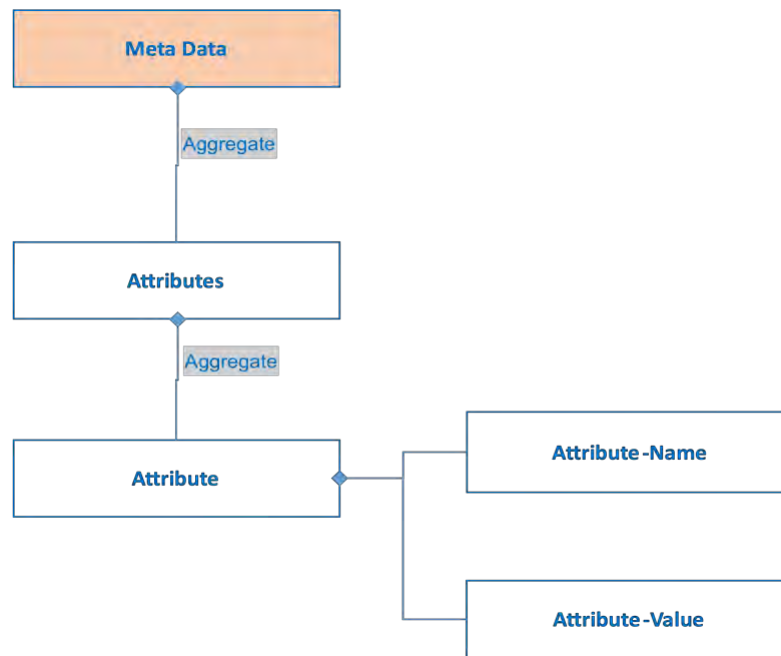 Meta Data
Aggregate
Attributes
Aggregate
Attribute
Attribute-Name
Attribute-Value